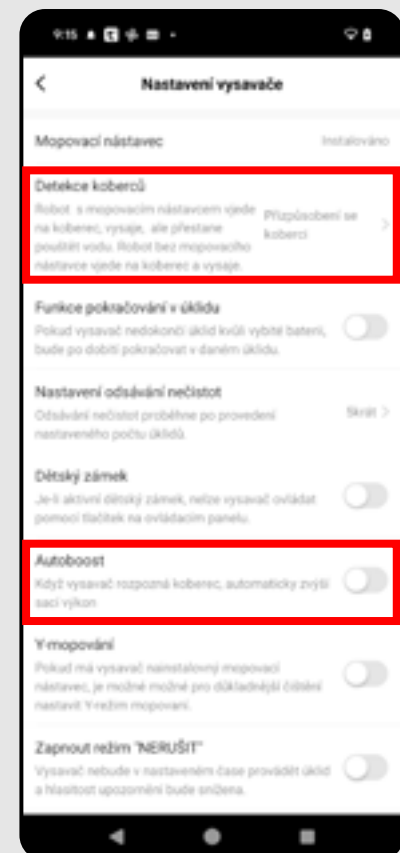 9:15
Nastavení vysavače
Mopovací nástavec Instalováno
Detekce koberců
Robot s mopovacím nástavcem vjede
na koberec, vysaje, ale přestane
pouštět vodu. Robot bez mopovacího
nástavce vjede na koberec a vysaje.
Přizpůsobení se
koberci
Funkce pokračování v úklidu
Pokud vysavač nedokončí úklid kvůli vybité baterii,
bude po dobití pokračovat v daném úklidu.
Nastavení odsávání nečistot
Odsávání nečistot proběhne po provedení
nastaveného počtu úklidů.
Skrýt
Dětský zámek
Je-li aktivní dětský zámek, nelze vysavač ovládat
pomocí tlačítek na ovládacím panelu.
Autoboost
Když vysavač rozpozná koberec, automaticky zvýší
sací výkon
Y-mopování
Pokud má vysavač nainstalovný mopovací
nástavec, je možné možné pro důkladnější čištění
nastavit Y-režim mopovaní.
Zapnout režim "NERUŠIT"
Vysavač nebude v nastaveném čase provádět úklid
a hlasitost upozornění bude snížena.